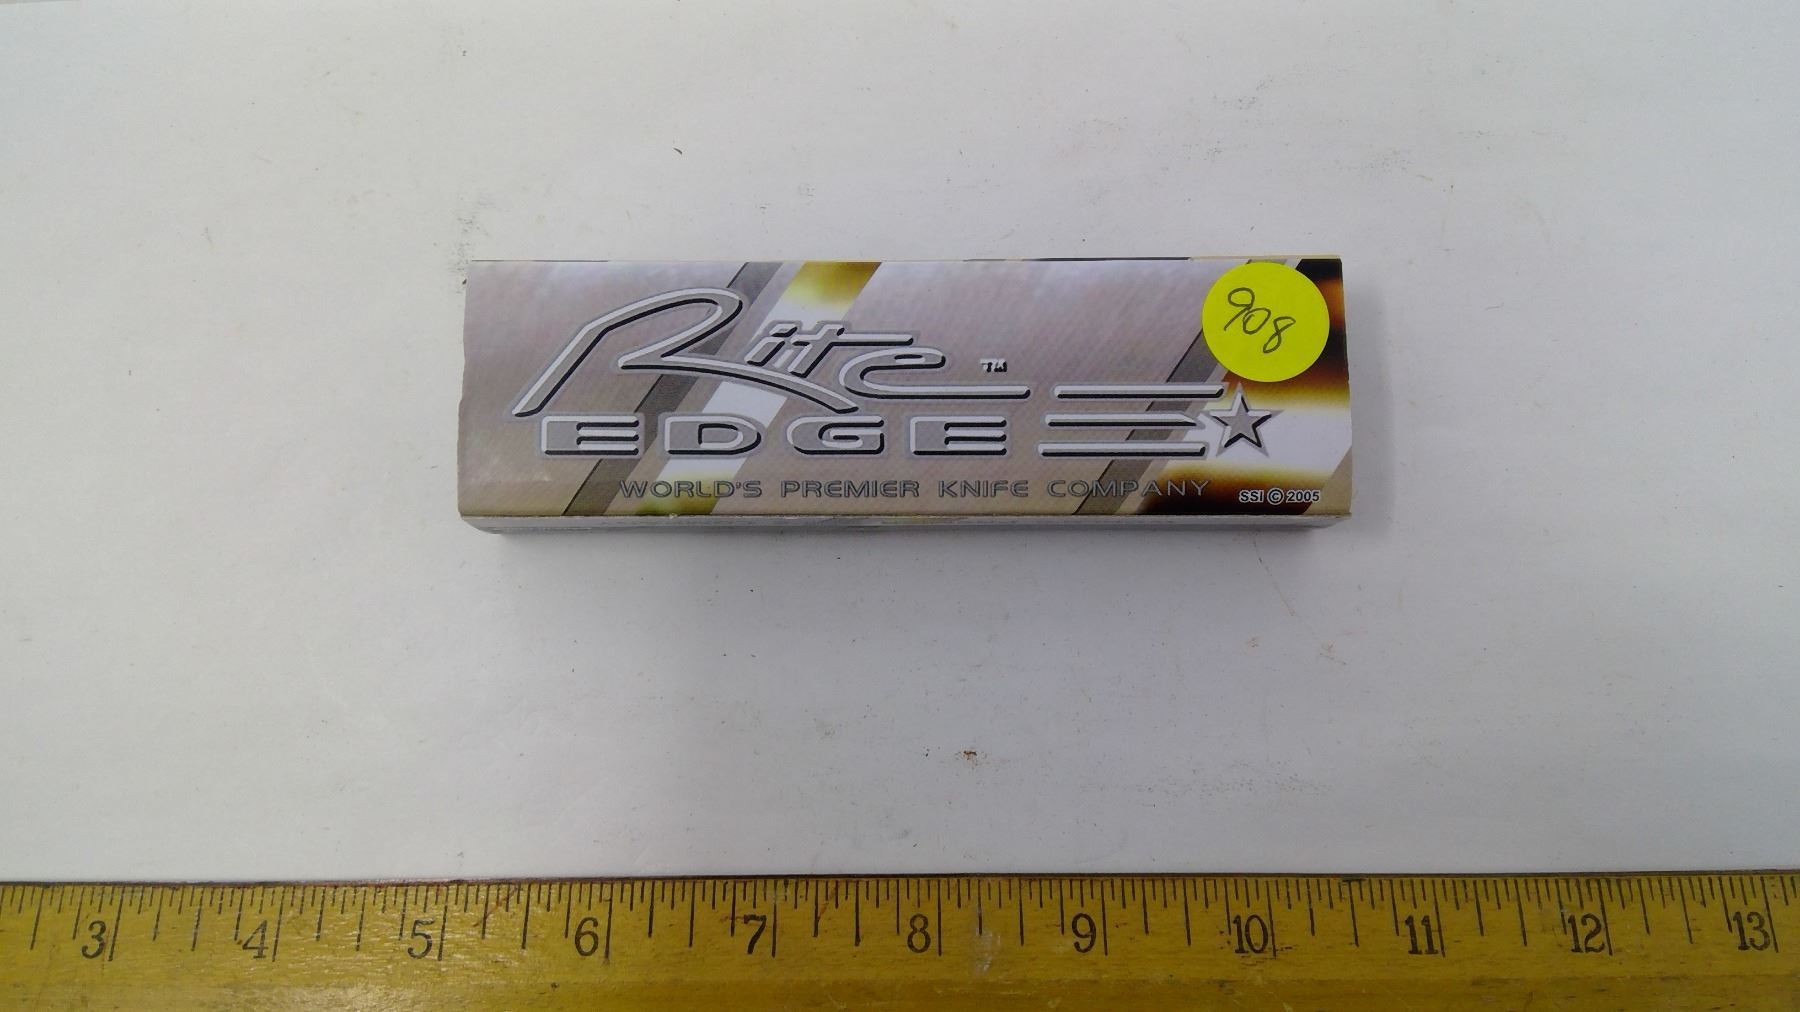 Rite™
EDGE
908
WORLD'S PREMIER KNIFE COMPANY
SSI © 2005
3 4 5 6 7 8 9 10 11 12 13